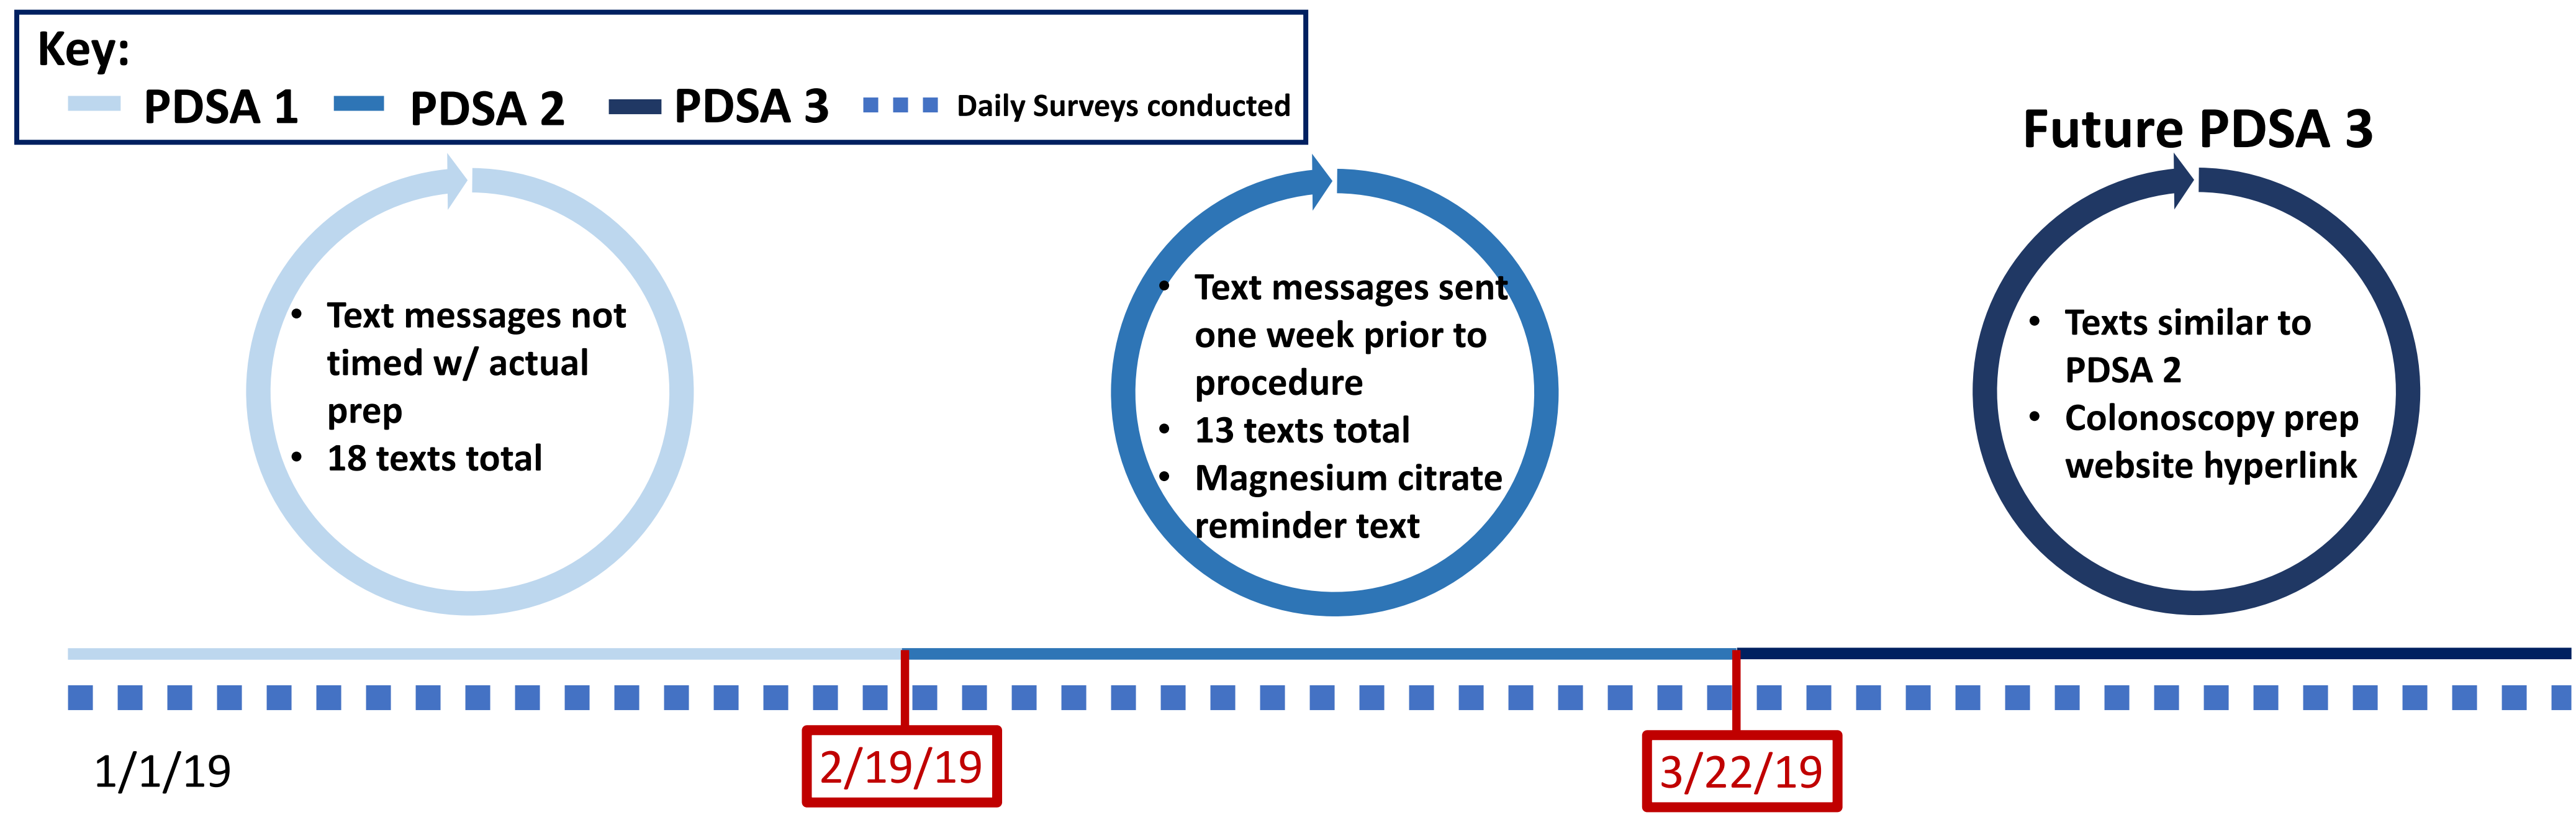 Key:
PDSA 1 PDSA 2 PDSA 3 Daily Surveys conducted
Future PDSA 3
• Text messages not
timed w/ actual
prep
• 18 texts total
• Text messages sent
one week prior to
procedure
• 13 texts total
• Magnesium citrate
reminder text
• Texts similar to
PDSA 2
• Colonoscopy prep
website hyperlink
1/1/19
2/19/19
3/22/19